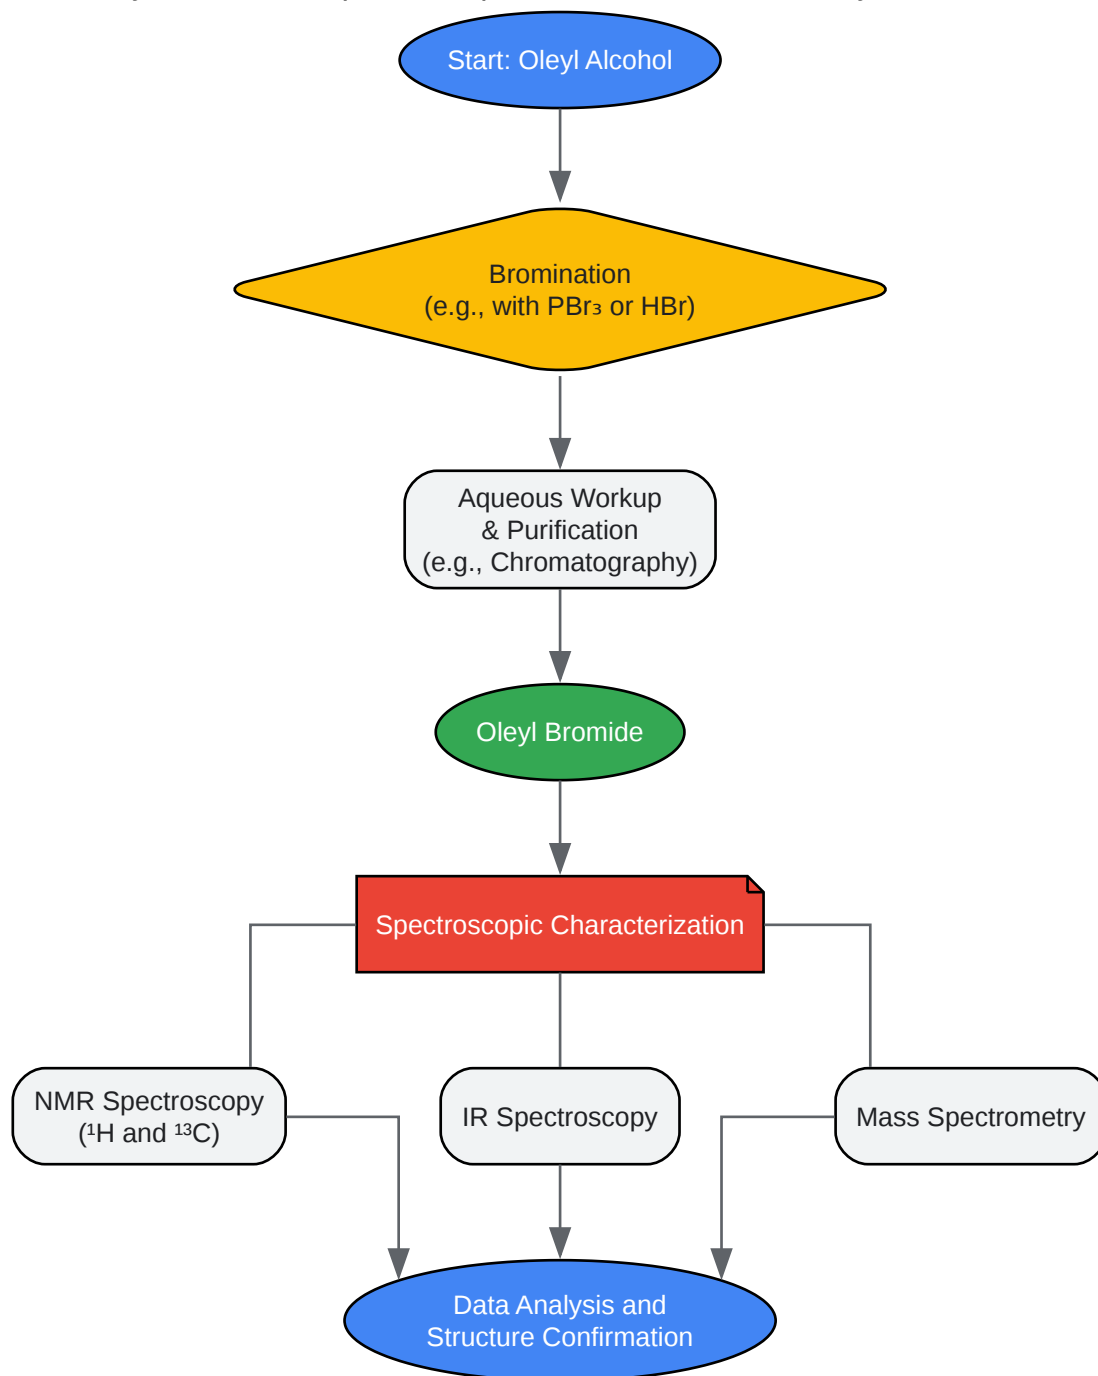 Start: Oleyl Alcohol
Bromination
(e.g., with PBr₃ or HBr)
Aqueous Workup
& Purification
(e.g., Chromatography)
Oleyl Bromide
Spectroscopic Characterization
NMR Spectroscopy
(¹H and ¹³C)
IR Spectroscopy
Mass Spectrometry
Data Analysis and
Structure Confirmation